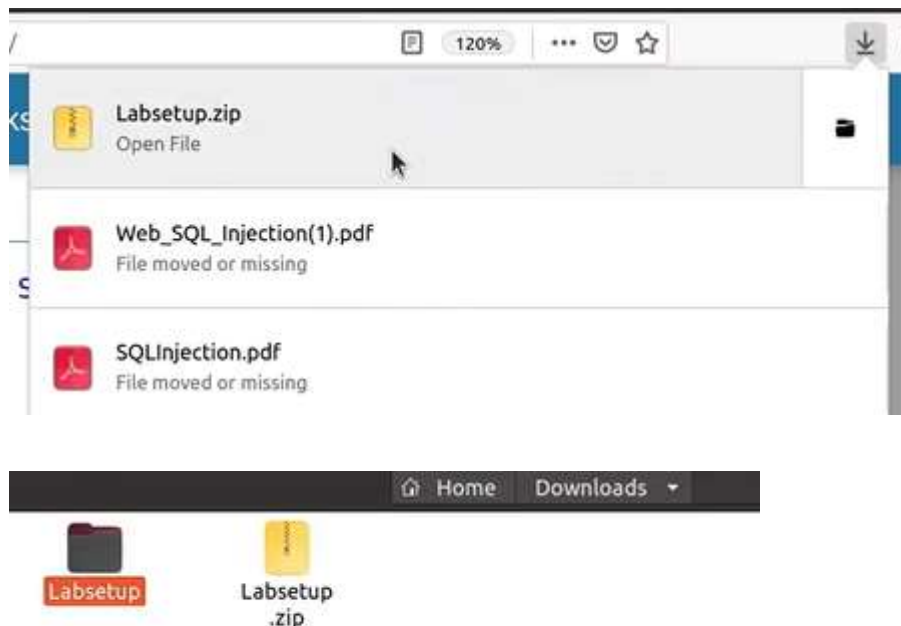 /
120%
ks
Labsetup.zip
Open File
Web_SQL_Injection(1).pdf
File moved or missing
S
SQLInjection.pdf
File moved or missing
Home Downloads
Labsetup
Labsetup
.zip